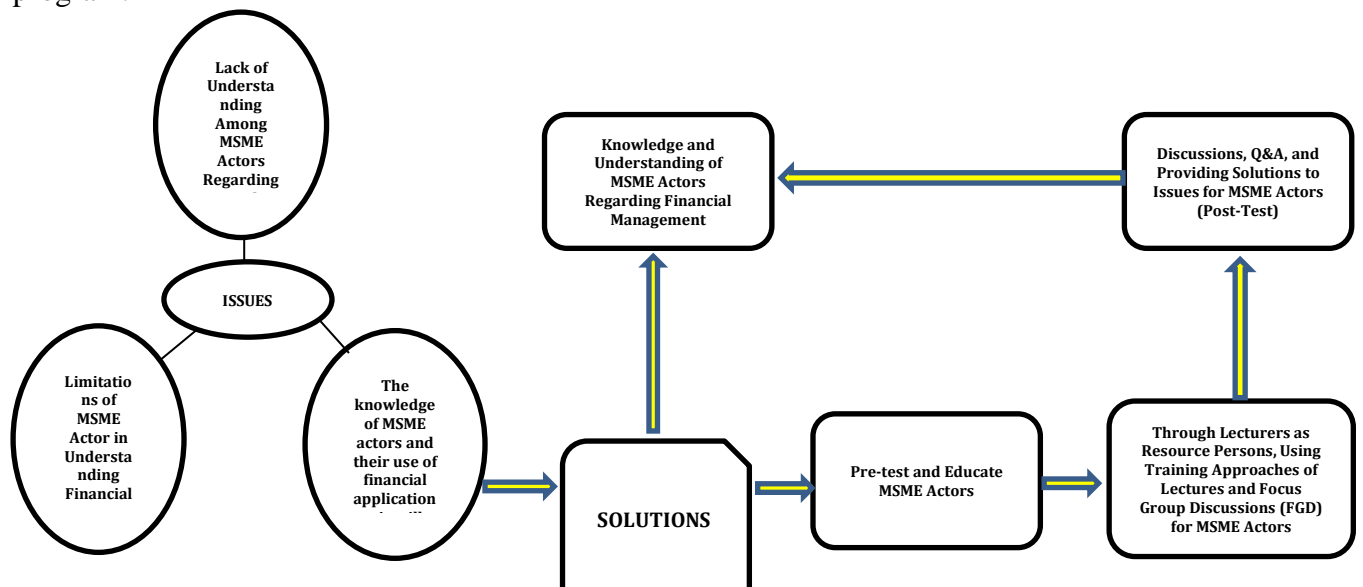 Lack of
Understa
nding
Among
MSME
Actors
Regarding
ISSUES
Limitatio
ns of
MSME
Actor in
Understa
nding
Financial
The
knowledge
of MSME
actors and
their use of
financial
application
Knowledge and
Understanding of
MSME Actors
Regarding Financial
Management
Discussions, Q&A, and
Providing Solutions to
Issues for MSME Actors
(Post-Test)
SOLUTIONS
Pre-test and Educate
MSME Actors
Through Lecturers as
Resource Persons, Using
Training Approaches of
Lectures and Focus
Group Discussions (FGD)
for MSME Actors